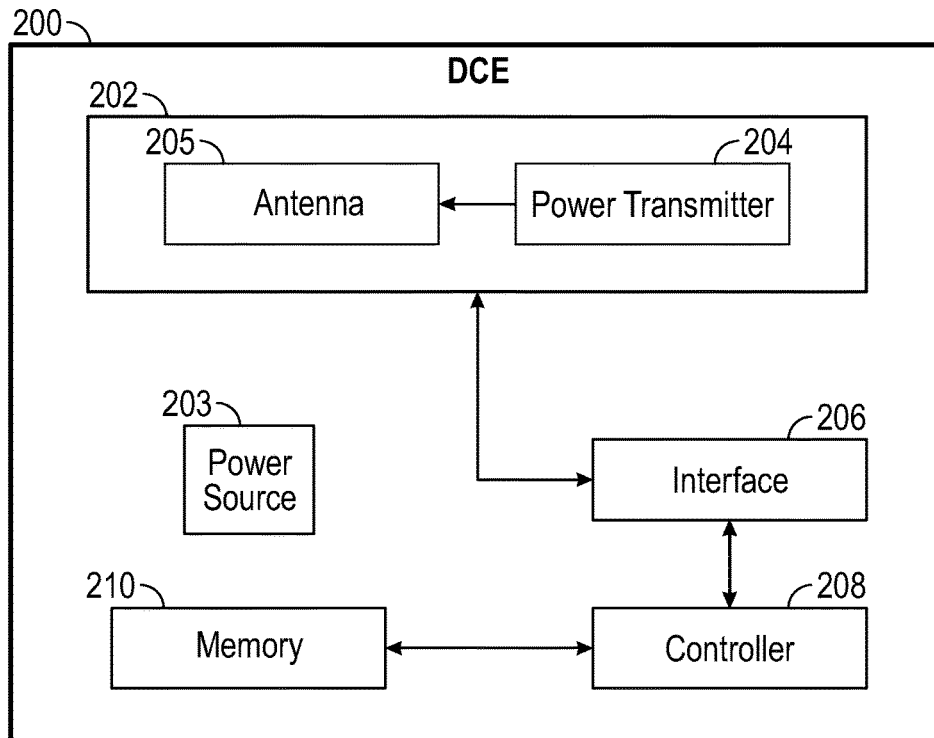 200
DCE
202
205
204
Antenna
Power Transmitter
203
206
Power
Source
Interface
210
208
Memory
Controller